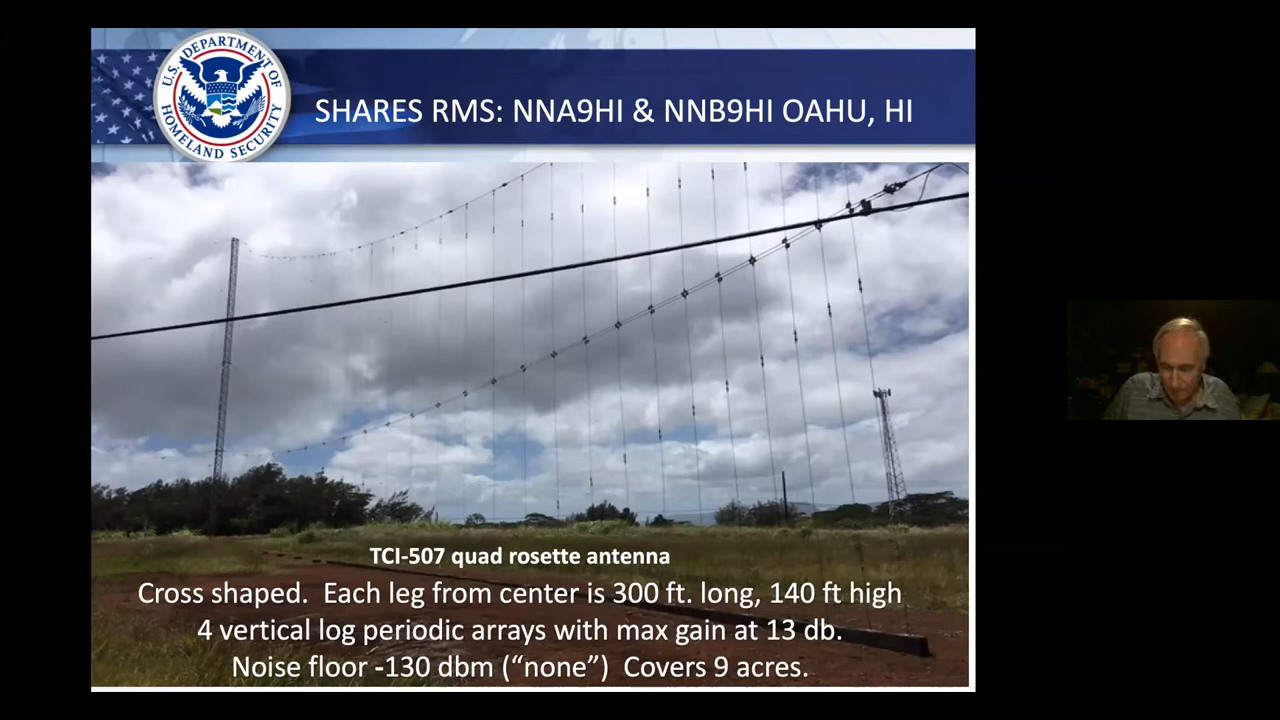 U.S. DEPARTMENT OF
HOMELAND SECURITY
SHARES RMS: NNA9HI & NNB9HI OAHU, HI
TCI-507 quad rosette antenna
Cross shaped.  Each leg from center is 300 ft. long, 140 ft high
4 vertical log periodic arrays with max gain at 13 db.
Noise floor -130 dbm (“none”)  Covers 9 acres.